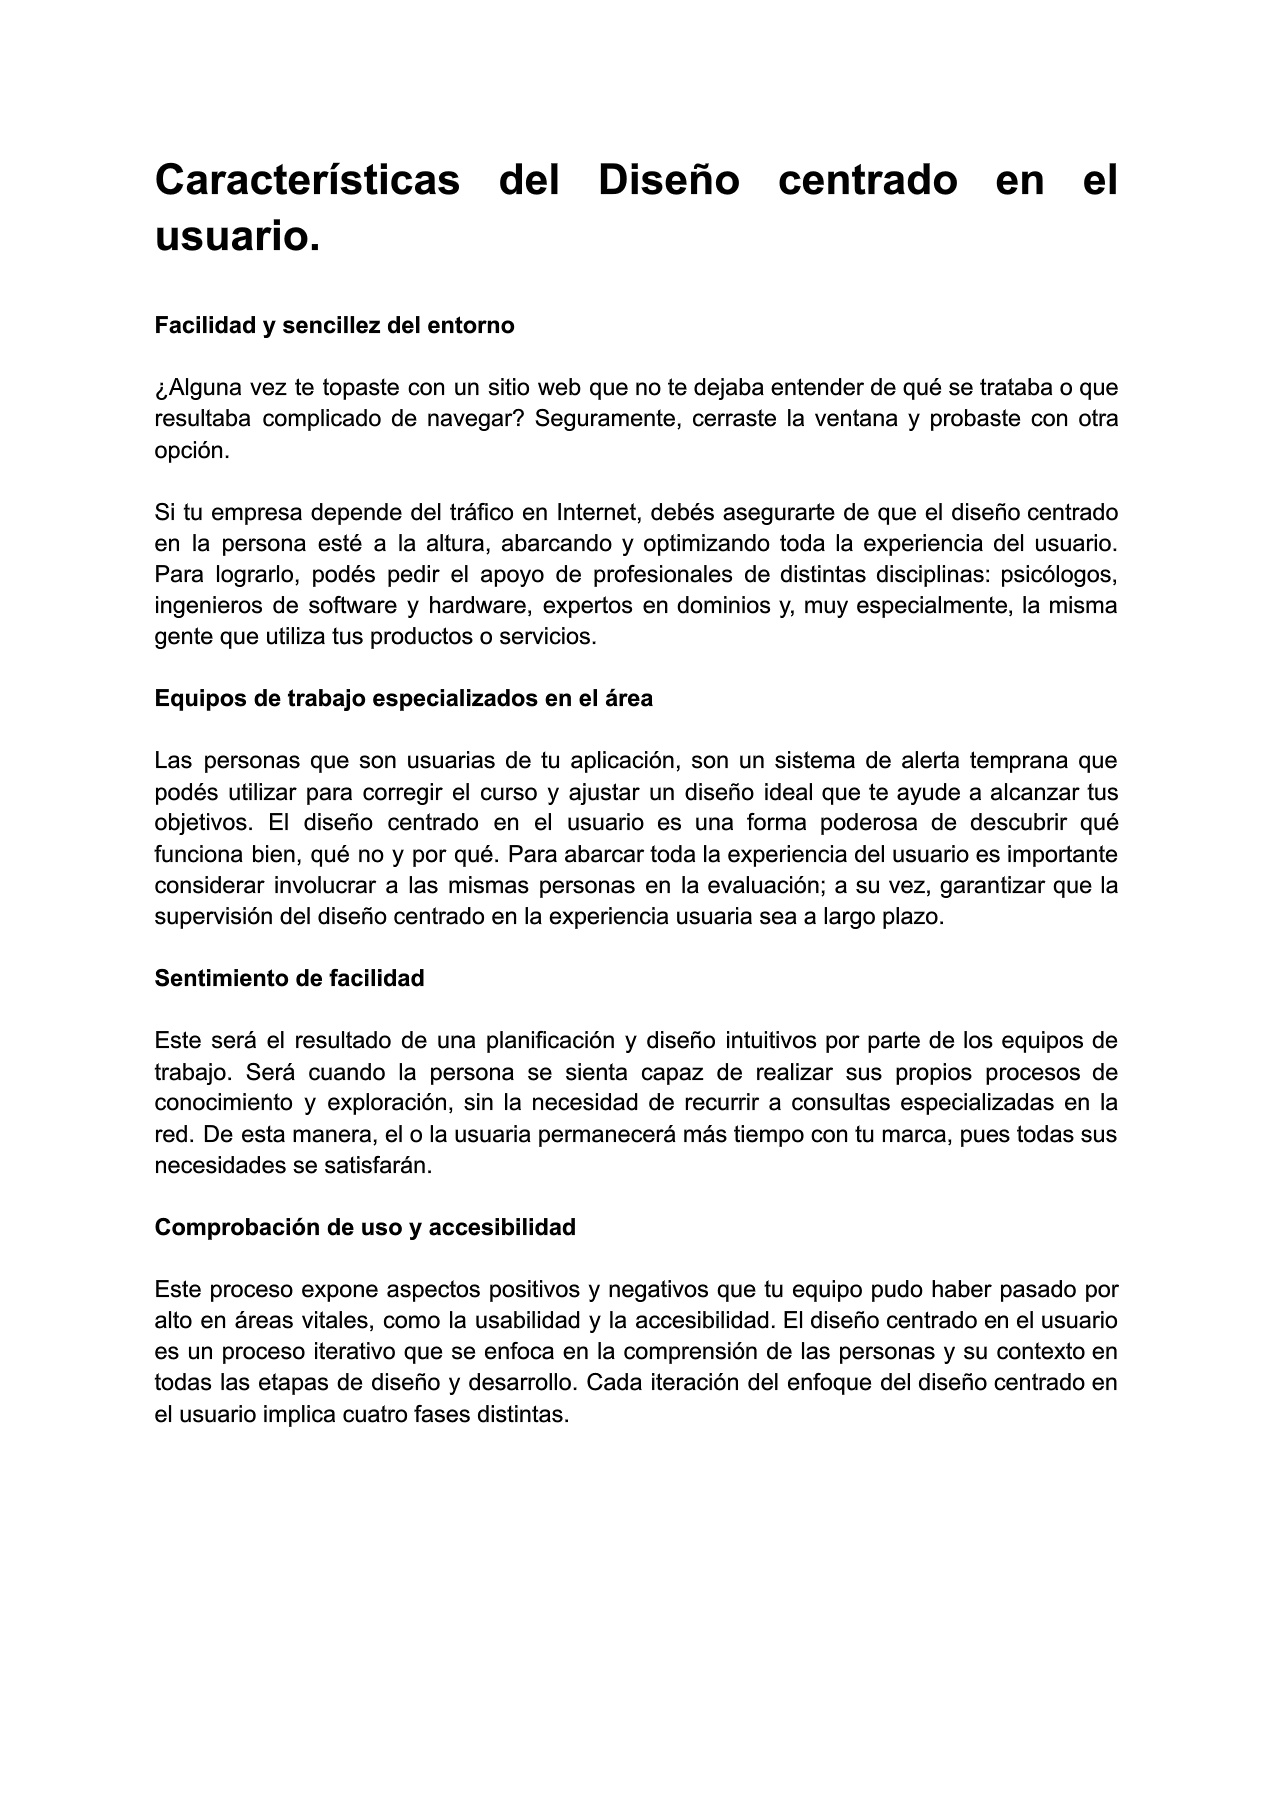 Características del Diseño centrado en el
usuario.
Facilidad y sencillez del entorno
¿Alguna vez te topaste con un sitio web que no te dejaba entender de qué se trataba o que
resultaba complicado de navegar? Seguramente, cerraste la ventana y probaste con otra
opción.
Si tu empresa depende del tráfico en Internet, debés asegurarte de que el diseño centrado
en la persona esté a la altura, abarcando y optimizando toda la experiencia del usuario.
Para lograrlo, podés pedir el apoyo de profesionales de distintas disciplinas: psicólogos,
ingenieros de software y hardware, expertos en dominios y, muy especialmente, la misma
gente que utiliza tus productos o servicios.
Equipos de trabajo especializados en el área
Las personas que son usuarias de tu aplicación, son un sistema de alerta temprana que
podés utilizar para corregir el curso y ajustar un diseño ideal que te ayude a alcanzar tus
objetivos. El diseño centrado en el usuario es una forma poderosa de descubrir qué
funciona bien, qué no y por qué. Para abarcar toda la experiencia del usuario es importante
considerar involucrar a las mismas personas en la evaluación; a su vez, garantizar que la
supervisión del diseño centrado en la experiencia usuaria sea a largo plazo.
Sentimiento de facilidad
Este será el resultado de una planificación y diseño intuitivos por parte de los equipos de
trabajo. Será cuando la persona se sienta capaz de realizar sus propios procesos de
conocimiento y exploración, sin la necesidad de recurrir a consultas especializadas en la
red. De esta manera, el o la usuaria permanecerá más tiempo con tu marca, pues todas sus
necesidades se satisfarán.
Comprobación de uso y accesibilidad
Este proceso expone aspectos positivos y negativos que tu equipo pudo haber pasado por
alto en áreas vitales, como la usabilidad y la accesibilidad. El diseño centrado en el usuario
es un proceso iterativo que se enfoca en la comprensión de las personas y su contexto en
todas las etapas de diseño y desarrollo. Cada iteración del enfoque del diseño centrado en
el usuario implica cuatro fases distintas.